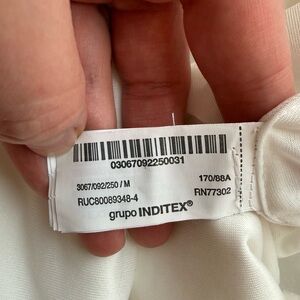 03067092250031
3067/092/250 / M 170/88A
RUC80089348-4 RN77302
grupo INDITEX®